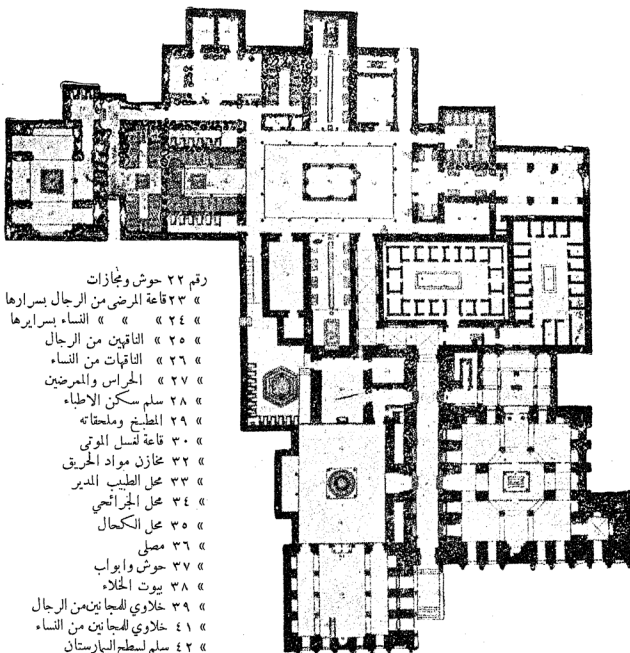 رقم ٢٢ حوش ومجازات
» ٢٣ قاعة المرضى من الرجال بسرارها
» ٢٤ » » » النساء بسرايرها
» ٢٥ » الناقهين من الرجال
» ٢٦ » الناقهات من النساء
» ٢٧ » الحراس والممرضين
» ٢٨ سلم سكن الاطباء
» ٢٩ المطبخ وملحقاته
» ٣٠ قاعة لغسل الموتى
» ٣٢ مخازن مواد الحريق
» ٣٣ محل الطبيب المدير
» ٣٤ محل الجرائحي
» ٣٥ محل الكحال
» ٣٦ مصلى
» ٣٧ حوش وابواب
» ٣٨ بيوت الخلاء
» ٣٩ خلاوي للمجانين من الرجال
» ٤١ خلاوي للمجانين من النساء
» ٤٢ سلم لسطح البيمارستان